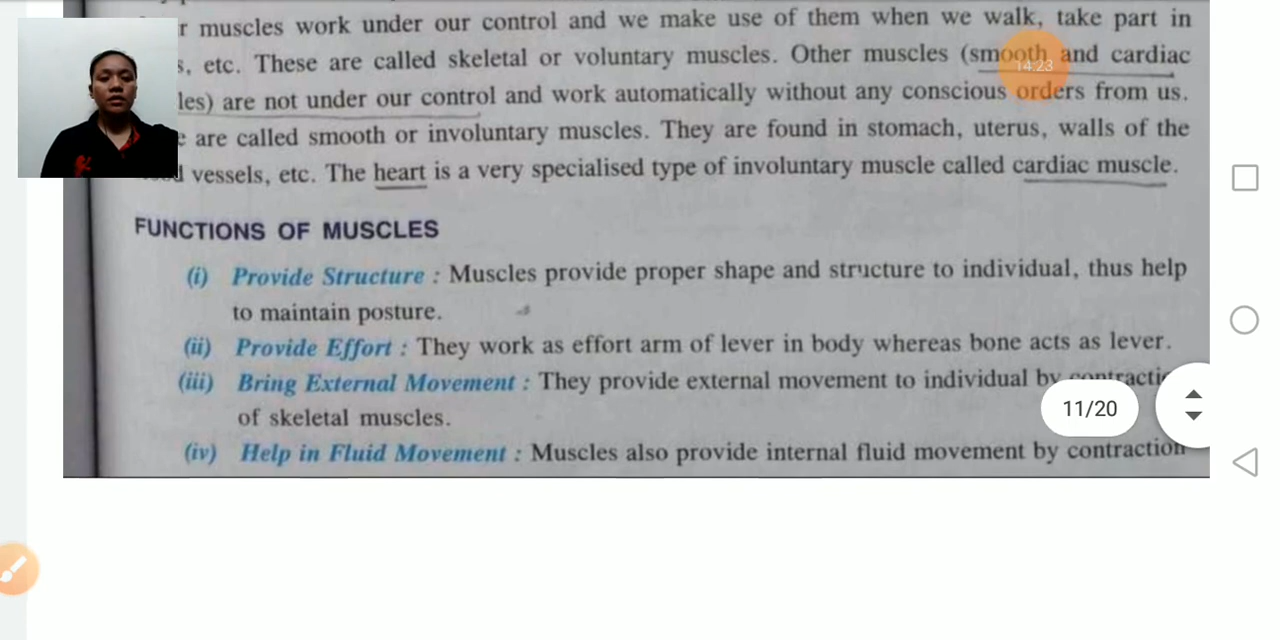 r muscles work under our control and we make use of them when we walk, take part in
s, etc. These are called skeletal or voluntary muscles. Other muscles (smooth and cardiac
les) are not under our control and work automatically without any conscious orders from us.
e are called smooth or involuntary muscles. They are found in stomach, uterus, walls of the
vessels, etc. The heart is a very specialised type of involuntary muscle called cardiac muscle.
FUNCTIONS OF MUSCLES
(i) Provide Structure : Muscles provide proper shape and structure to individual, thus help
to maintain posture.
(ii) Provide Effort : They work as effort arm of lever in body whereas bone acts as lever.
(iii) Bring External Movement : They provide external movement to individual by contracti
of skeletal muscles.
(iv) Help in Fluid Movement : Muscles also provide internal fluid movement by contraction
14:23
11/20